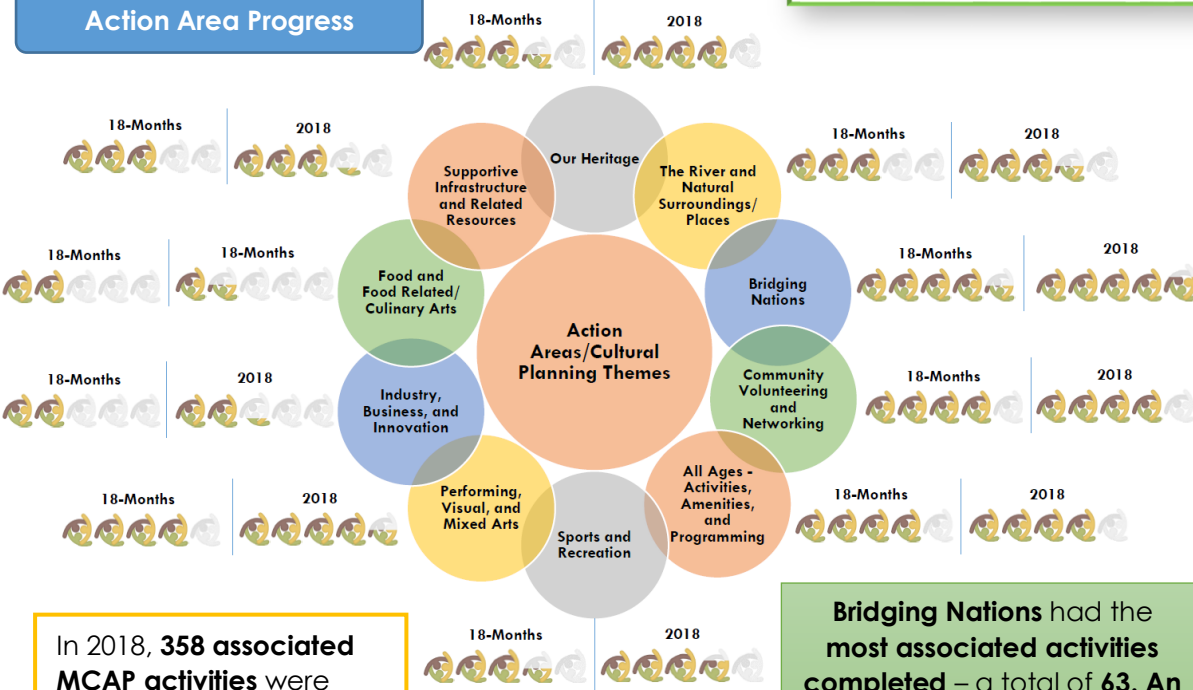 Action Area Progress
18-Months 2018
18-Months 2018
Our Heritage
18-Months 2018
Supportive
Infrastructure
and Related
Resources
The River and
Natural
Surroundings/
Places
18-Months 18-Months
Food and
Food Related/
Culinary Arts
Bridging
Nations
18-Months 2018
Action
Areas/Cultural
Planning Themes
18-Months 2018
Industry,
Business, and
Innovation
Community
Volunteering
and
Networking
18-Months 2018
18-Months 2018
Performing,
Visual, and
Mixed Arts
All Ages -
Activities,
Amenities,
and
Programming
18-Months 2018
Sports and
Recreation
18-Months 2018
In 2018, 358 associated
MCAP activities were
Bridging Nations had the
most associated activities
completed – a total of 63. An